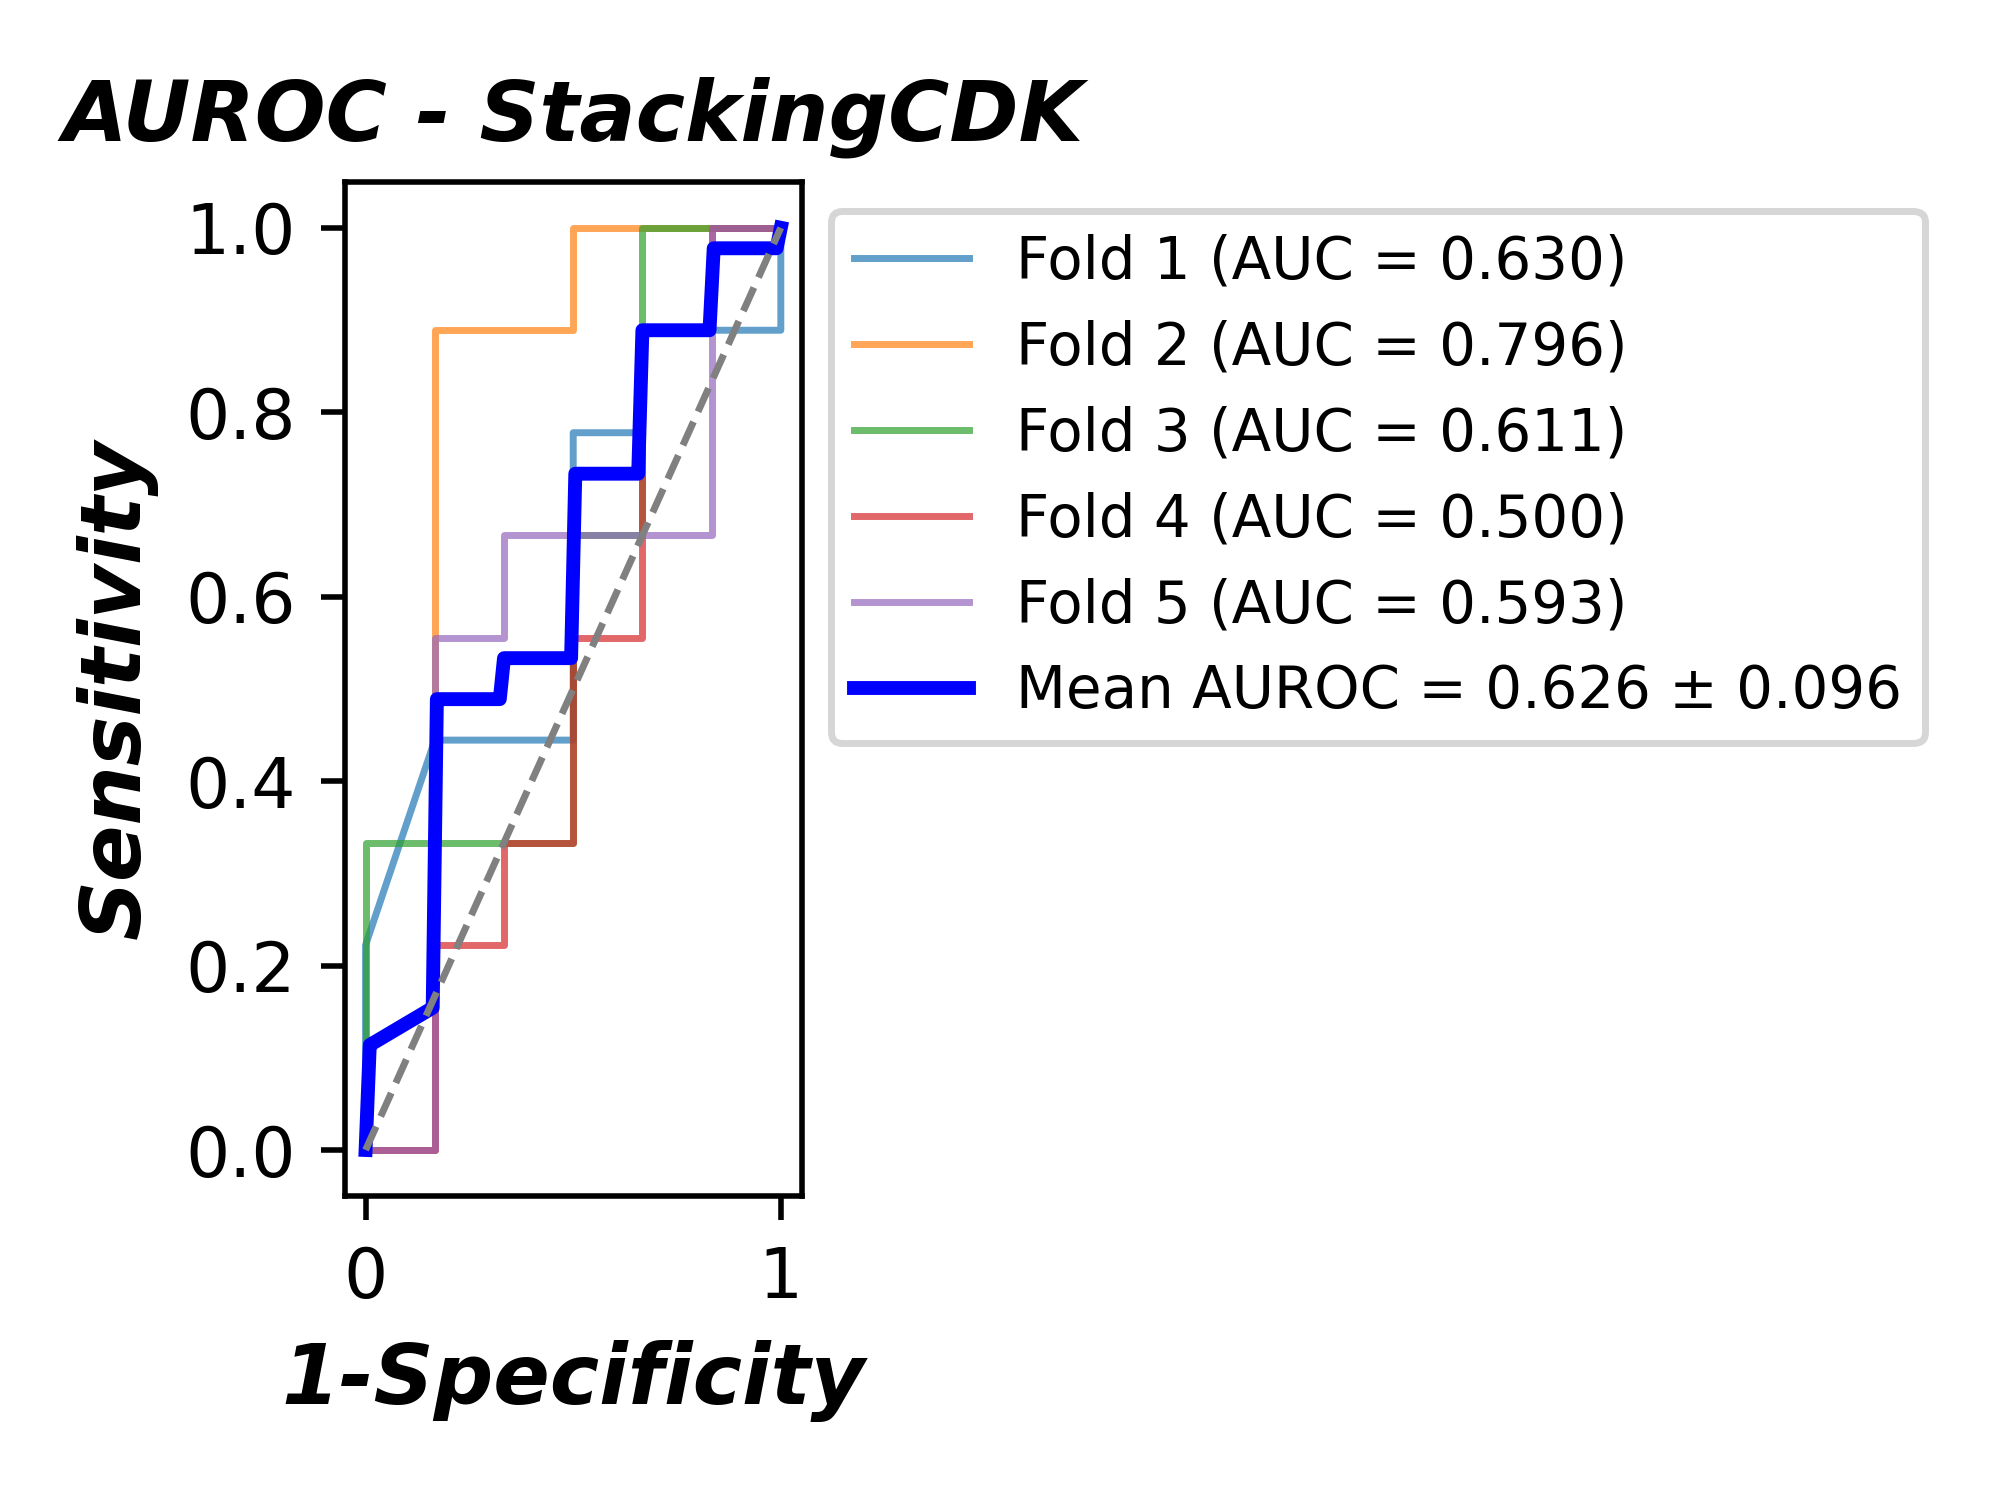 AUROC - StackingCDK
Sensitivity
1.0
0.8
0.6
0.4
0.2
0.0
0 1
1-Specificity
Fold 1 (AUC = 0.630)
Fold 2 (AUC = 0.796)
Fold 3 (AUC = 0.611)
Fold 4 (AUC = 0.500)
Fold 5 (AUC = 0.593)
Mean AUROC = 0.626 ± 0.096